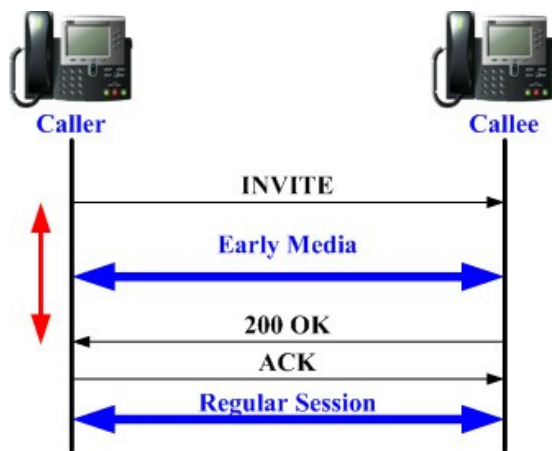 Caller
Callee
INVITE
Early Media
200 OK
ACK
Regular Session